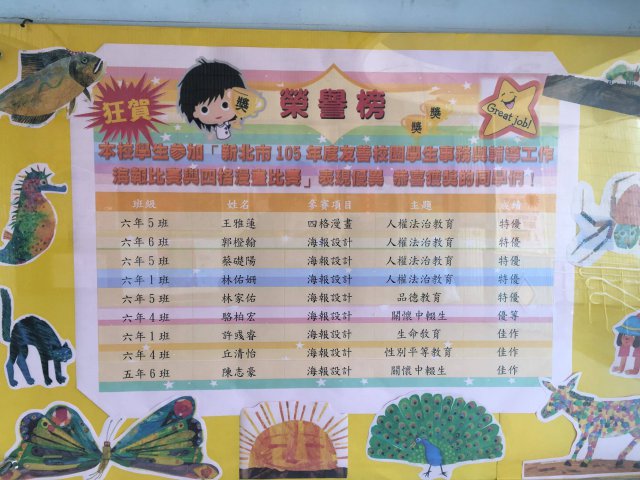 狂賀
獎
榮譽榜
獎
獎
Great job!
本校學生參加「新北市105年度友善校園學生事務與輔導工作
海報比賽與四格漫畫比賽」表現優異 恭喜獲獎的同學們!
班級 姓名 參賽項目 主題 成績
六年5班 王雅蓮 四格漫畫 人權法治教育 特優
六年6班 郭橙翰 海報設計 人權法治教育 特優
六年5班 蔡礎陽 海報設計 人權法治教育 特優
六年1班 林佑姍 海報設計 人權法治教育 特優
六年5班 林家佑 海報設計 品德教育 特優
六年4班 駱柏宏 海報設計 關懷中輟生 優等
六年1班 許彧睿 海報設計 生命教育 佳作
六年4班 丘清怡 海報設計 性別平等教育 佳作
五年6班 陳志豪 海報設計 關懷中輟生 佳作